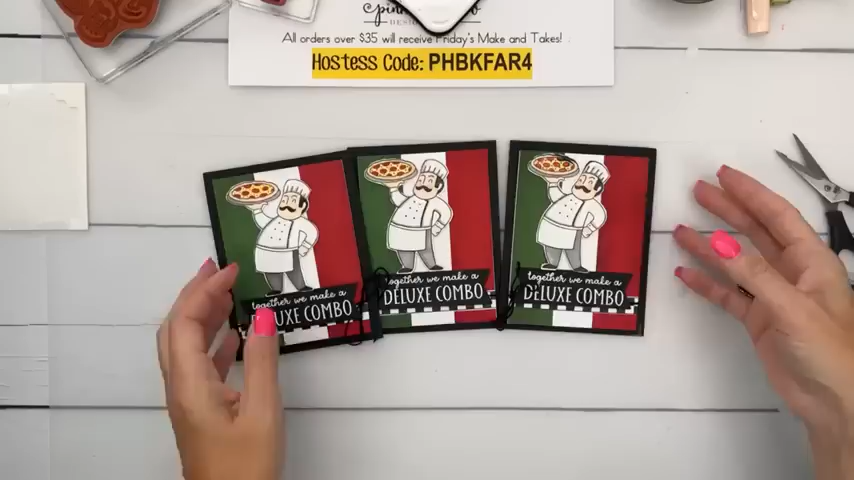 All orders over $35 will receive Friday's Make and Takes!
Hostess Code: PHBKFAR4
together we make a
DELUXE COMBO
together we make a
DELUXE COMBO
together we make a
DELUXE COMBO